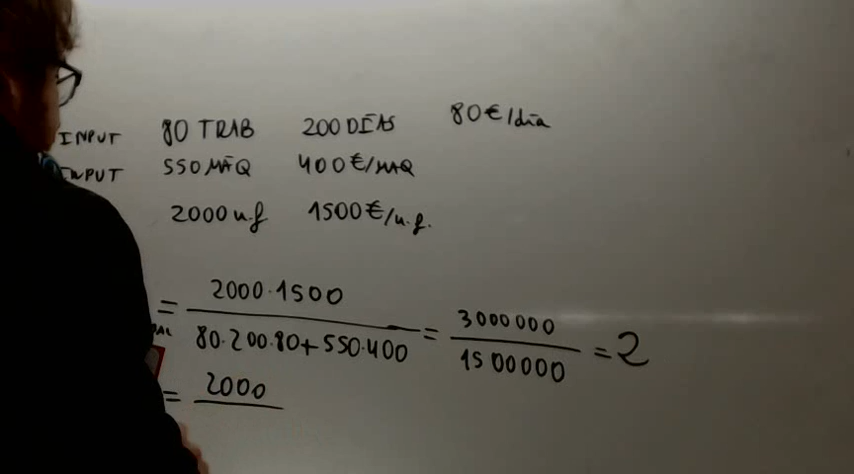 INPUT 80 TRAB 200 DÍAS 80€/día
INPUT 550 MÁQ 400€/MAQ
2000 u.f 1500€/u.f.
= 2000·1500 / 80·200·80+550·400 = 3000000 / 1500000 = 2
= 2000